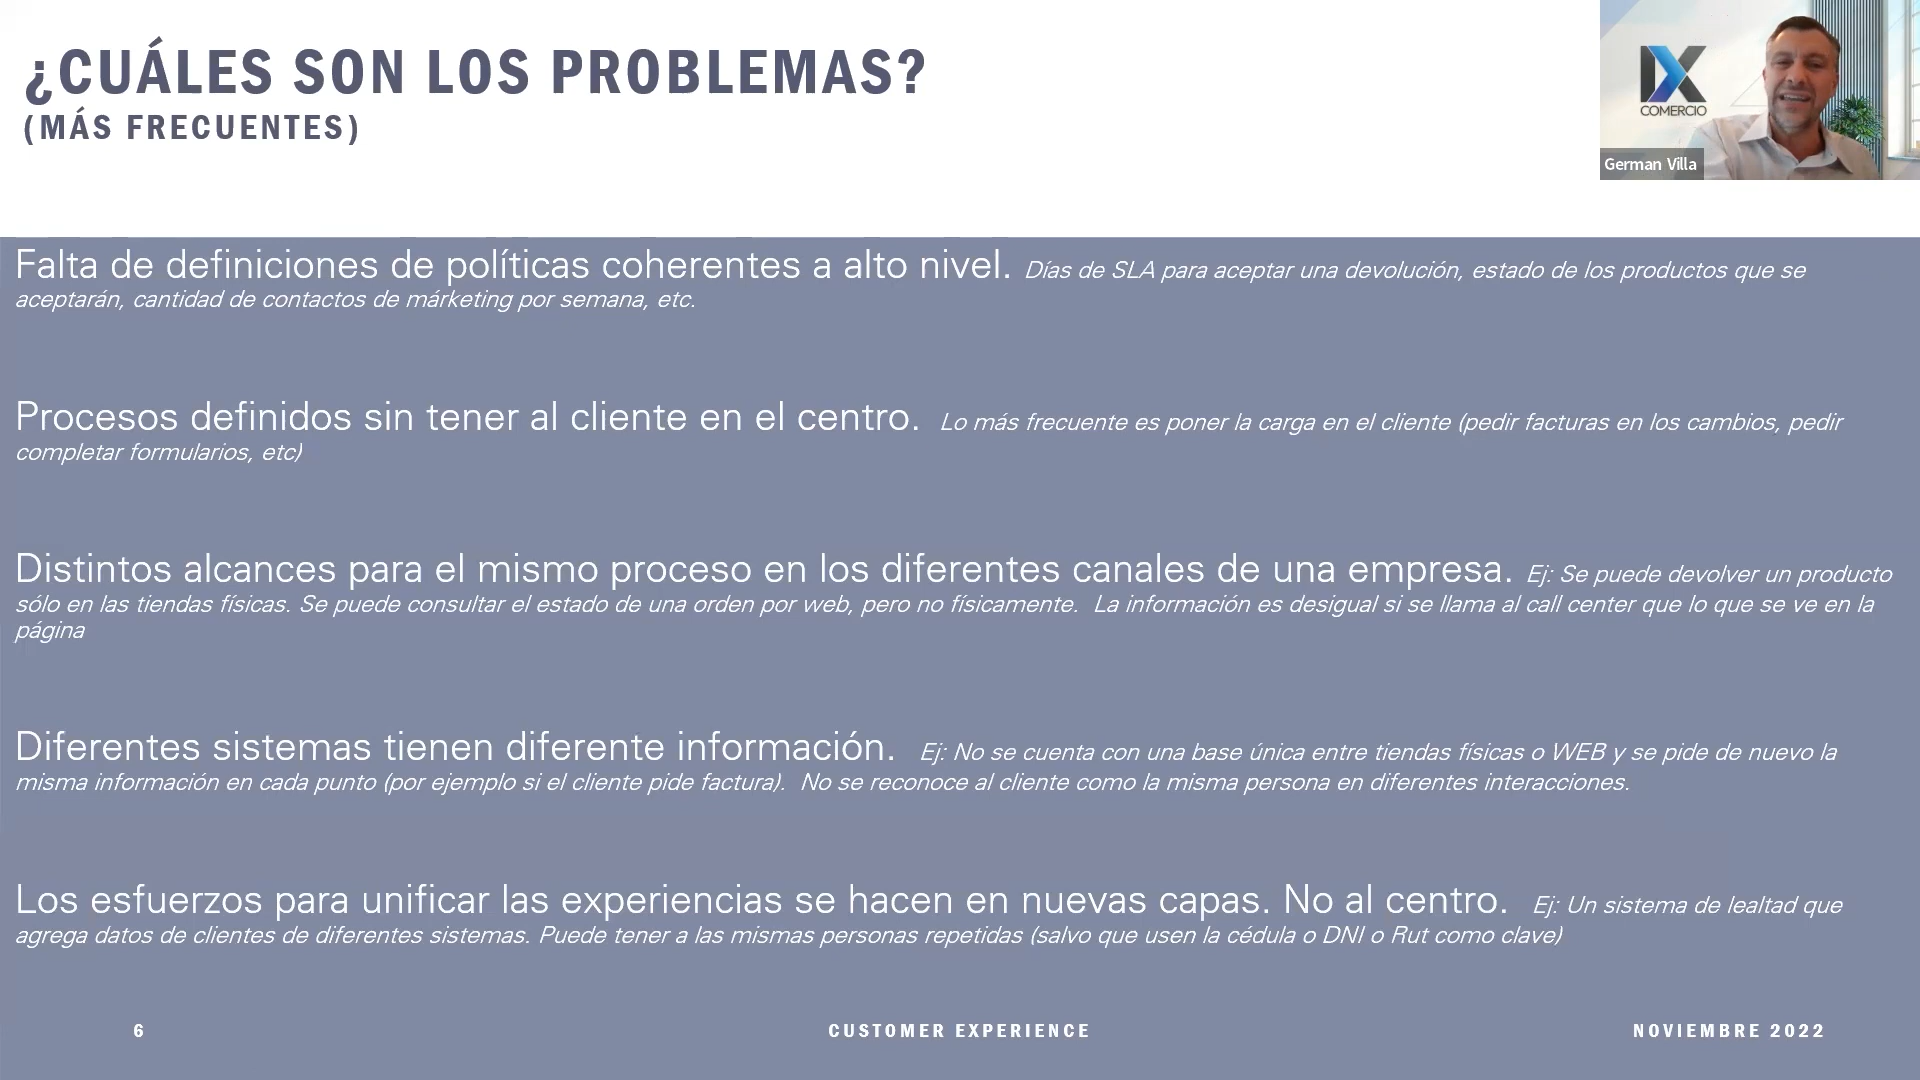 ¿CUÁLES SON LOS PROBLEMAS?
(MÁS FRECUENTES)
IX
COMERCIO
German Villa
Falta de definiciones de políticas coherentes a alto nivel. Días de SLA para aceptar una devolución, estado de los productos que se
aceptarán, cantidad de contactos de márketing por semana, etc.
Procesos definidos sin tener al cliente en el centro. Lo más frecuente es poner la carga en el cliente (pedir facturas en los cambios, pedir
completar formularios, etc)
Distintos alcances para el mismo proceso en los diferentes canales de una empresa. Ej: Se puede devolver un producto
sólo en las tiendas físicas. Se puede consultar el estado de una orden por web, pero no físicamente. La información es desigual si se llama al call center que lo que se ve en la
página
Diferentes sistemas tienen diferente información. Ej: No se cuenta con una base única entre tiendas físicas o WEB y se pide de nuevo la
misma información en cada punto (por ejemplo si el cliente pide factura). No se reconoce al cliente como la misma persona en diferentes interacciones.
Los esfuerzos para unificar las experiencias se hacen en nuevas capas. No al centro. Ej: Un sistema de lealtad que
agrega datos de clientes de diferentes sistemas. Puede tener a las mismas personas repetidas (salvo que usen la cédula o DNI o Rut como clave)
6
CUSTOMER EXPERIENCE
NOVIEMBRE 2022